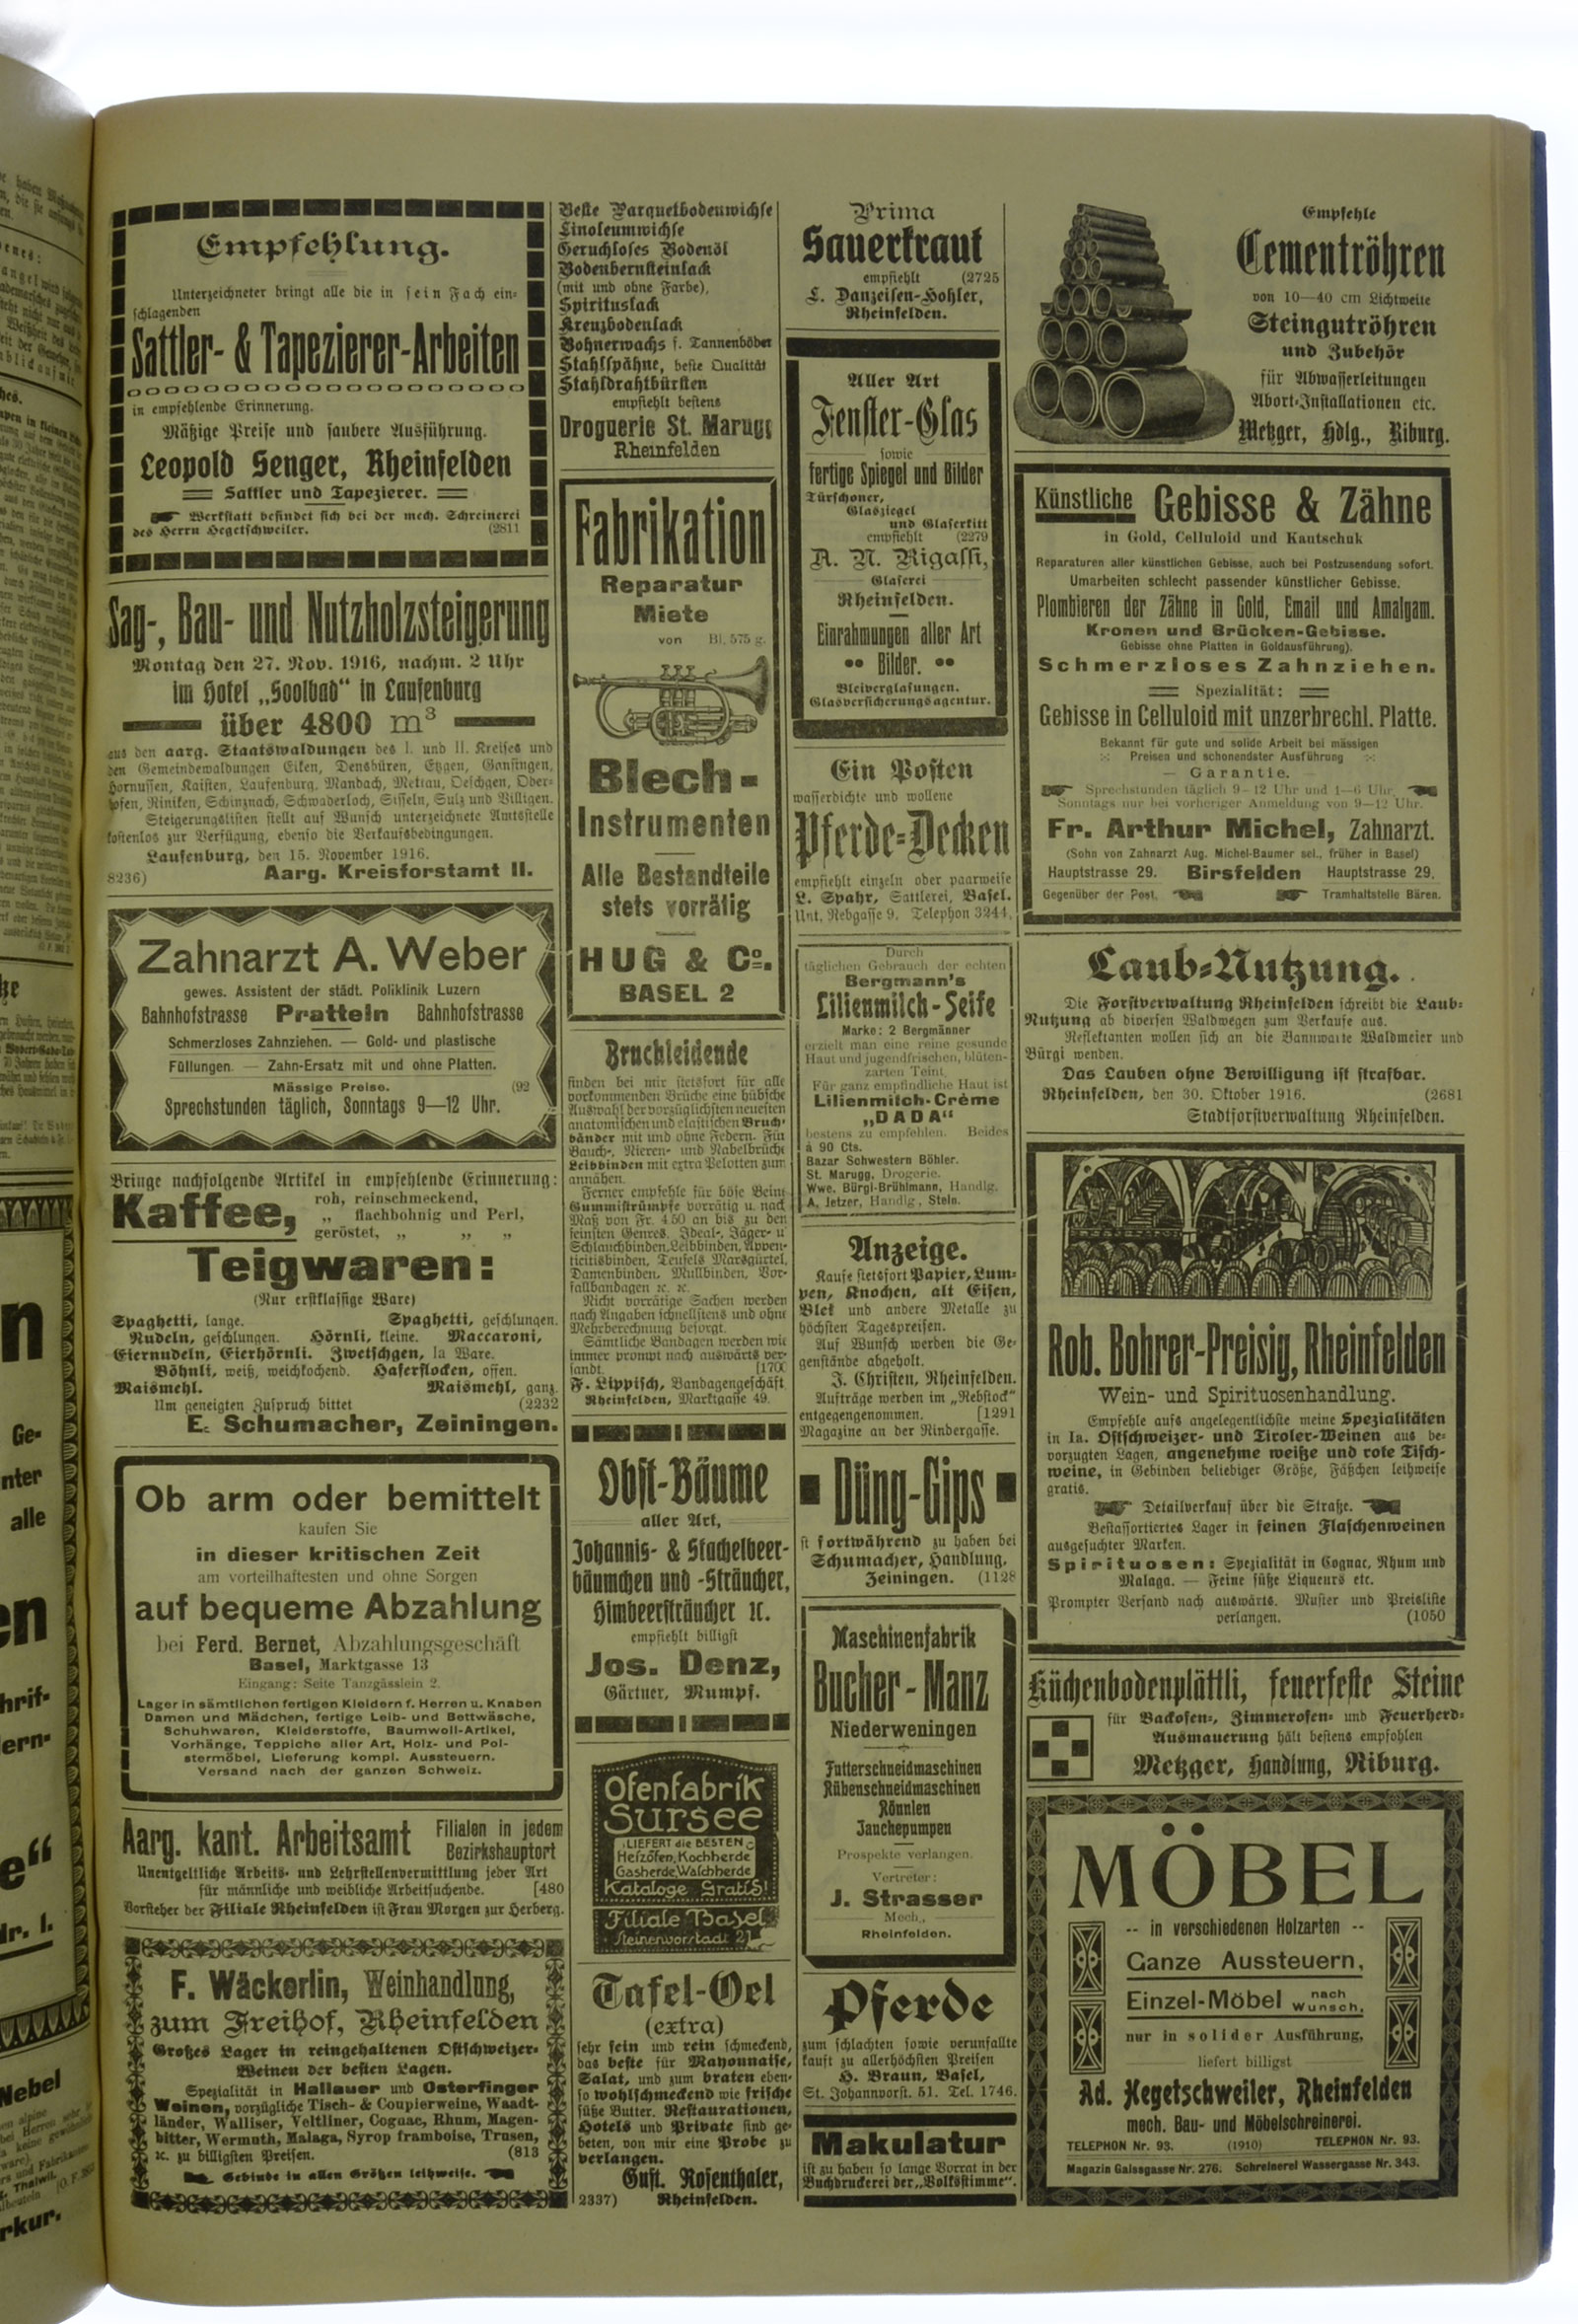 Empfehlung.
Unterzeichneter bringt alle die in sein Fach ein-
schlagenden
Sattler- & Tapezierer-Arbeiten
in empfehlende Erinnerung.
Mäßige Preise und saubere Ausführung.
Leopold Senger, Rheinfelden
Sattler und Tapezierer.
Werkstatt befindet sich bei der mech. Schreinerei
des Herrn Hegetschweiler. (2811
Sag-, Bau- und Nutzholzsteigerung
Montag den 27. Nov. 1916, nachm. 2 Uhr
im Hotel „Soolbad“ in Laufenburg
über 4800 m³
aus den aarg. Staatswaldungen des I. und II. Kreises und
den Gemeindewaldungen Eiken, Densbüren, Etzgen, Gansingen,
Hornussen, Kaisten, Laufenburg, Mandach, Mettau, Oeschgen, Ober-
hofen, Riniken, Schinznach, Schwaderloch, Sisseln, Sulz und Villigen.
Steigerungslisten stellt auf Wunsch unterzeichnete Amtsstelle
kostenlos zur Verfügung, ebenso die Verkaufsbedingungen.
Laufenburg, den 15. November 1916.
8236) Aarg. Kreisforstamt II.
Zahnarzt A. Weber
gewes. Assistent der städt. Poliklinik Luzern
Bahnhofstrasse Pratteln Bahnhofstrasse
Schmerzloses Zahnziehen. — Gold- und plastische
Füllungen. — Zahn-Ersatz mit und ohne Platten.
Mässige Preise. (92
Sprechstunden täglich, Sonntags 9—12 Uhr.
Bringe nachfolgende Artikel in empfehlende Erinnerung:
Kaffee, roh, reinschmeckend,
„ flachbohnig und Perl,
geröstet, „ „ „
Teigwaren:
(Nur erstklassige Ware)
Spaghetti, lange. Spaghetti, geschlungen.
Nudeln, geschlungen. Hörnli, kleine. Maccaroni,
Eiernudeln, Eierhörnli. Zwetschgen, Ia Ware.
Böhnli, weiß, weichkochend. Haferflocken, offen.
Maismehl. Maismehl, ganz.
Um geneigten Zuspruch bittet (2232
E. Schumacher, Zeiningen.
Ob arm oder bemittelt
kaufen Sie
in dieser kritischen Zeit
am vorteilhaftesten und ohne Sorgen
auf bequeme Abzahlung
bei Ferd. Bernet, Abzahlungsgeschäft
Basel, Marktgasse 13
Eingang: Seite Tanzgässlein 2.
Lager in sämtlichen fertigen Kleidern f. Herren u. Knaben
Damen und Mädchen, fertige Leib- und Bettwäsche,
Schuhwaren, Kleiderstoffe, Baumwoll-Artikel,
Vorhänge, Teppiche aller Art, Holz- und Pol-
stermöbel, Lieferung kompl. Aussteuern.
Versand nach der ganzen Schweiz.
Aarg. kant. Arbeitsamt Filialen in jedem
Bezirkshauptort
Unentgeltliche Arbeits- und Lehrstellenvermittlung jeder Art
für männliche und weibliche Arbeitsuchende. [480
Vorsteher der Filiale Rheinfelden ist Frau Morgen zur Herberg.
F. Wäckerlin, Weinhandlung,
zum Freihof, Rheinfelden
Großes Lager in reingehaltenen Ostschweizer-
Weinen der besten Lagen.
Spezialität in Hallauer und Osterfinger
Weinen, vorzügliche Tisch- & Coupierweine, Waadt-
länder, Walliser, Veltliner, Cognac, Rhum, Magen-
bitter, Wermuth, Malaga, Syrop framboise, Trusen,
ꝛc. zu billigsten Preisen. (813
Gebinde in allen Größen leihweise.
Beste Parquetbodenwichse
Linoleumwichse
Geruchloses Bodenöl
Bodenbernsteinlack
(mit und ohne Farbe),
Spirituslack
Kreuzbodenlack
Bohnerwachs f. Tannenböden
Stahlspähne, beste Qualität
Stahldrahtbürsten
empfiehlt bestens
Droguerie St. Marugg
Rheinfelden
Fabrikation
Reparatur
Miete
von Bl. 575 g.
Blech-
Instrumenten
Alle Bestandteile
stets vorrätig
HUG & Co.
BASEL 2
Bruchleidende
finden bei mir stetsfort für alle
vorkommenden Brüche eine hübsche
Auswahl der vorzüglichsten neuesten
anatomischen und elastischen Bruch-
bänder mit und ohne Federn. Für
Bauch-, Nieren- und Nabelbrüche
Leibbinden mit extra Pelotten zum
annähen.
Ferner empfehle für böse Beine
Gummistrümpfe vorrätig u. nach
Maß von Fr. 4.50 an bis zu den
feinsten Genres. Ideal-, Jäger- u
Schlauchbinden, Leibbinden, Appen-
ticitisbinden, Teufels Marsgürtel,
Damenbinden, Mullbinden, Vor-
fallbandagen ꝛc. ꝛc.
Nicht vorrätige Sachen werden
nach Angaben schnellstens und ohne
Mehrberechnung besorgt.
Sämtliche Bandagen werden wie
immer prompt nach auswärts ver-
sandt. [1700
F. Lippisch, Bandagengeschäft
Rheinfelden, Marktgasse 49.
Obst-Bäume
aller Art,
Johannis- & Stachelbeer-
bäumchen und -Sträucher,
Himbeersträucher ꝛc.
empfiehlt billigst
Jos. Denz,
Gärtner, Mumpf.
Ofenfabrik
Sursee
LIEFERT die BESTEN
Heizöfen, Kochherde
Gasherde, Waschherde
Kataloge Gratis!
Filiale Basel
Steinenvorstadt 21
Tafel-Oel
(extra)
sehr fein und rein schmeckend,
das beste für Mayonnaise,
Salat, und zum braten eben-
so wohlschmeckend wie frische
süße Butter. Restaurationen,
Hotels und Private sind ge-
beten, von mir eine Probe zu
verlangen.
Gust. Rosenthaler,
2337) Rheinfelden.
Prima
Sauerkraut
empfiehlt (2725
L. Danzeisen-Hohler,
Rheinfelden.
Aller Art
Fenster-Glas
sowie
fertige Spiegel und Bilder
Türschoner,
Glasziegel
und Glaserkitt
empfiehlt (2279
A. N. Rigassi,
Glaserei
Rheinfelden.
Einrahmungen aller Art
Bilder.
Bleiverglasungen.
Glasversicherungsagentur.
Ein Posten
wasserdichte und wollene
Pferde-Decken
empfiehlt einzeln oder paarweise
L. Spahr, Sattlerei, Basel.
Unt. Rebgasse 9. Telephon 3244.
Durch
täglichen Gebrauch der echten
Bergmann's
Lilienmilch-Seife
Marke: 2 Bergmänner
erzielt man eine reine gesunde
Haut und jugendfrischen, blüten-
zarten Teint.
Für ganz empfindliche Haut ist
Lilienmilch-Crème
„DADA“
bestens zu empfehlen. Beides
à 90 Cts.
Bazar Schwestern Böhler.
St. Marugg, Drogerie.
Wwe. Bürgi-Brühlmann, Handlg.
A. Jetzer, Handlg., Stein.
Anzeige.
Kaufe stetsfort Papier, Lum-
pen, Knochen, alt Eisen,
Blei und andere Metalle zu
höchsten Tagespreisen.
Auf Wunsch werden die Ge-
genstände abgeholt.
J. Christen, Rheinfelden.
Aufträge werden im „Rebstock“
entgegengenommen. [1291
Magazine an der Rindergasse.
Düng-Gips
ist fortwährend zu haben bei
Schumacher, Handlung,
Zeiningen. (1128
Maschinenfabrik
Bucher-Manz
Niederweningen
Futterschneidmaschinen
Rübenschneidmaschinen
Rönnlen
Jauchepumpen
Prospekte verlangen.
Vertreter:
J. Strasser
Mech.,
Rheinfelden.
Pferde
zum schlachten sowie verunfallte
kauft zu allerhöchsten Preisen
H. Braun, Basel,
St. Johannvorst. 51. Tel. 1746.
Makulatur
ist zu haben so lange Vorrat in der
Buchdruckerei der „Volksstimme“.
Empfehle
Cementröhren
von 10—40 cm Lichtweite
Steingutröhren
und Zubehör
für Abwasserleitungen
Abort-Installationen etc.
Metzger, Hdlg., Riburg.
Künstliche Gebisse & Zähne
in Gold, Celluloid und Kautschuk
Reparaturen aller künstlichen Gebisse, auch bei Postzusendung sofort.
Umarbeiten schlecht passender künstlicher Gebisse.
Plombieren der Zähne in Gold, Email und Amalgam.
Kronen und Brücken-Gebisse.
Gebisse ohne Platten in Goldausführung).
Schmerzloses Zahnziehen.
Spezialität:
Gebisse in Celluloid mit unzerbrechl. Platte.
Bekannt für gute und solide Arbeit bei mässigen
Preisen und schonendster Ausführung
— Garantie. —
Sprechstunden täglich 9—12 Uhr und 1—6 Uhr.
Sonntags nur bei vorheriger Anmeldung von 9—12 Uhr.
Fr. Arthur Michel, Zahnarzt.
(Sohn von Zahnarzt Aug. Michel-Baumer sel., früher in Basel)
Hauptstrasse 29. Birsfelden Hauptstrasse 29.
Gegenüber der Post. Tramhaltstelle Bären.
Laub-Nutzung.
Die Forstverwaltung Rheinfelden schreibt die Laub-
Nutzung ab diversen Waldwegen zum Verkaufe aus.
Reflektanten wollen sich an die Bannwarte Waldmeier und
Bürgi wenden.
Das Lauben ohne Bewilligung ist strafbar.
Rheinfelden, den 30. Oktober 1916. (2681
Stadtforstverwaltung Rheinfelden.
Rob. Bohrer-Preisig, Rheinfelden
Wein- und Spirituosenhandlung.
Empfehle aufs angelegentlichste meine Spezialitäten
in Ia. Ostschweizer- und Tiroler-Weinen aus be-
vorzugten Lagen, angenehme weiße und rote Tisch-
weine, in Gebinden beliebiger Größe, Fäßchen leihweise
gratis.
Detailverkauf über die Straße.
Bestassortiertes Lager in feinen Flaschenweinen
ausgesuchter Marken.
Spirituosen: Spezialität in Cognac, Rhum und
Malaga. — Feine süße Liqueurs etc.
Prompter Versand nach auswärts. Muster und Preisliste
verlangen. (1050
Küchenbodenplättli, feuerfeste Steine
für Backofen-, Zimmerofen- und Feuerherd-
Ausmauerung hält bestens empfohlen
Metzger, Handlung, Riburg.
MÖBEL
-- in verschiedenen Holzarten --
Ganze Aussteuern,
Einzel-Möbel nach
Wunsch,
nur in solider Ausführung,
liefert billigst
Ad. Hegetschweiler, Rheinfelden
mech. Bau- und Möbelschreinerei.
TELEPHON Nr. 93. (1910) TELEPHON Nr. 93.
Magazin Gaissgasse Nr. 276. Schreinerei Wassergasse Nr. 343.